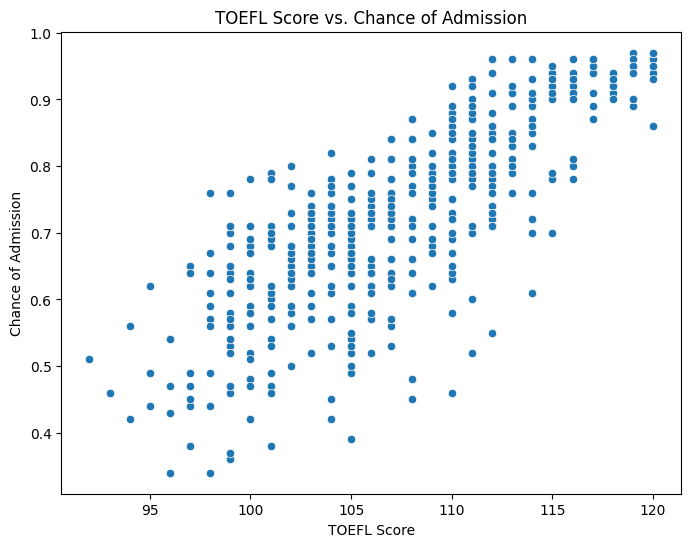 TOEFL Score vs. Chance of Admission
1.0
0.9
0.8
0.7
0.6
0.5
0.4
Chance of Admission
95 100 105 110 115 120
TOEFL Score